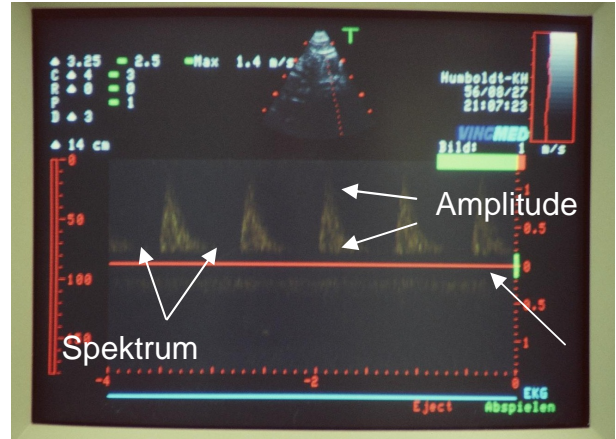 T
3.25 2.5 Max 1.4 m/s
C 4 3
R 0 0
P 1
D 3
14 cm
Humboldt-KH
56/08/27
21:07:23
VINGMED
Bild: 1 m/s
0
50
100
150
1
0.5
0
0.5
1
Amplitude
Spektrum
-4 -2 0
EKG
Eject Abspielen